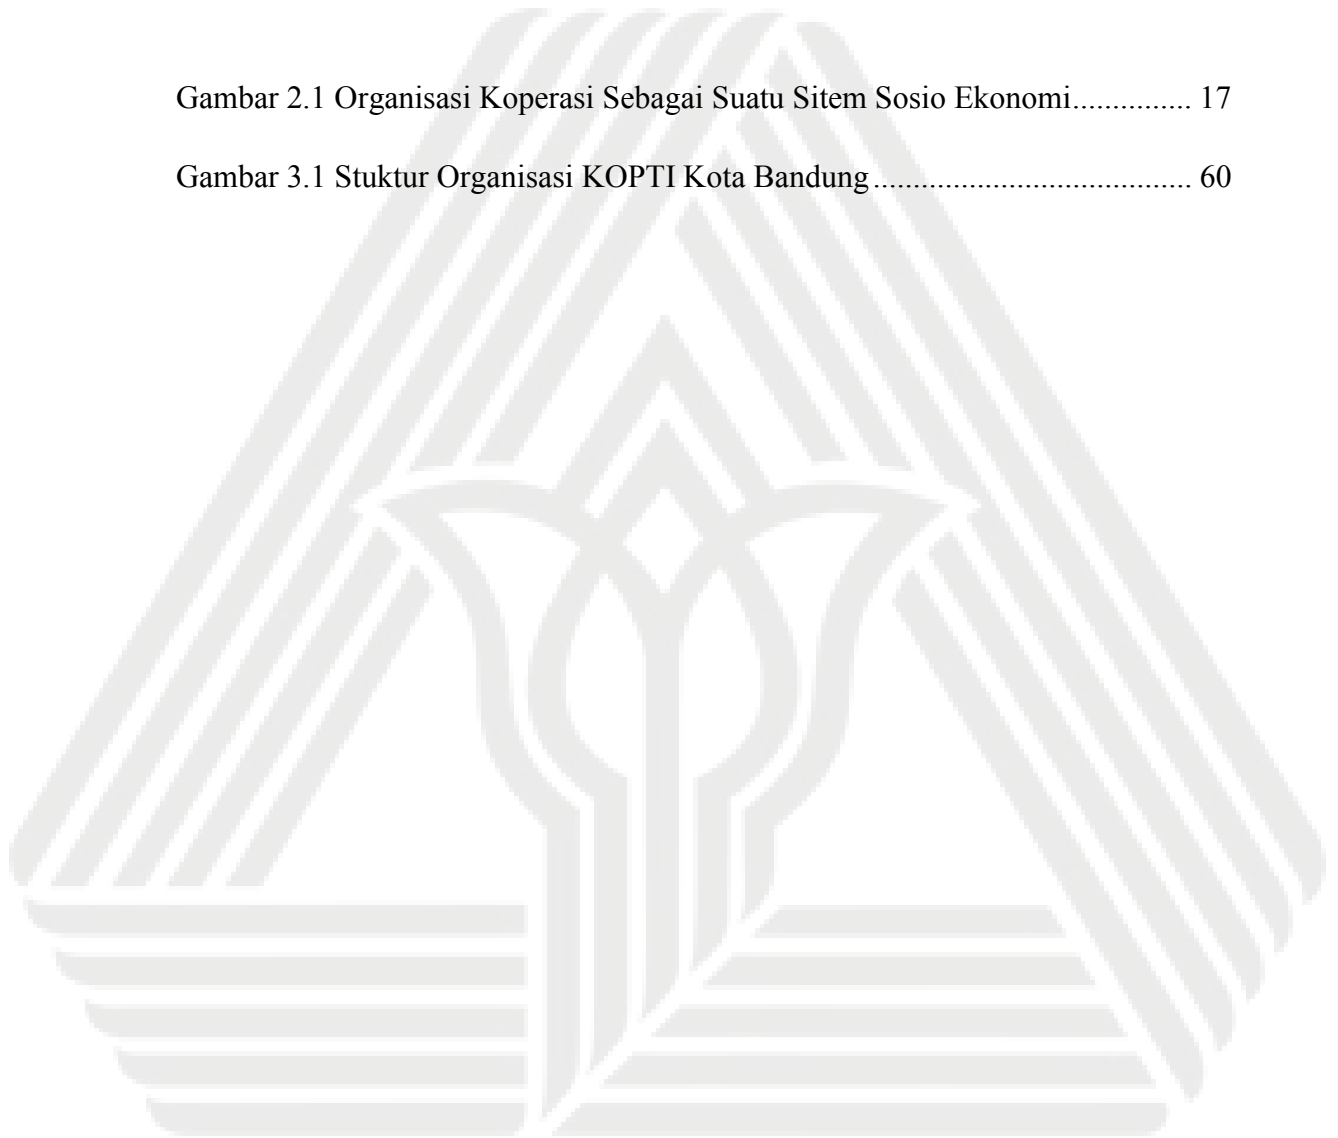 Gambar 2.1 Organisasi Koperasi Sebagai Suatu Sitem Sosio Ekonomi............... 17
Gambar 3.1 Stuktur Organisasi KOPTI Kota Bandung........................................ 60